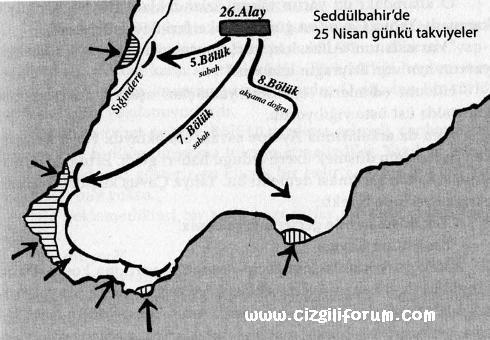 26.Alay
Seddülbahir'de
25 Nisan günkü takviyeler
5.Bölük
sabah
8.Bölük
akşama doğru
Sığındere
7. Bölük
sabah
www.cizgiliforum.com